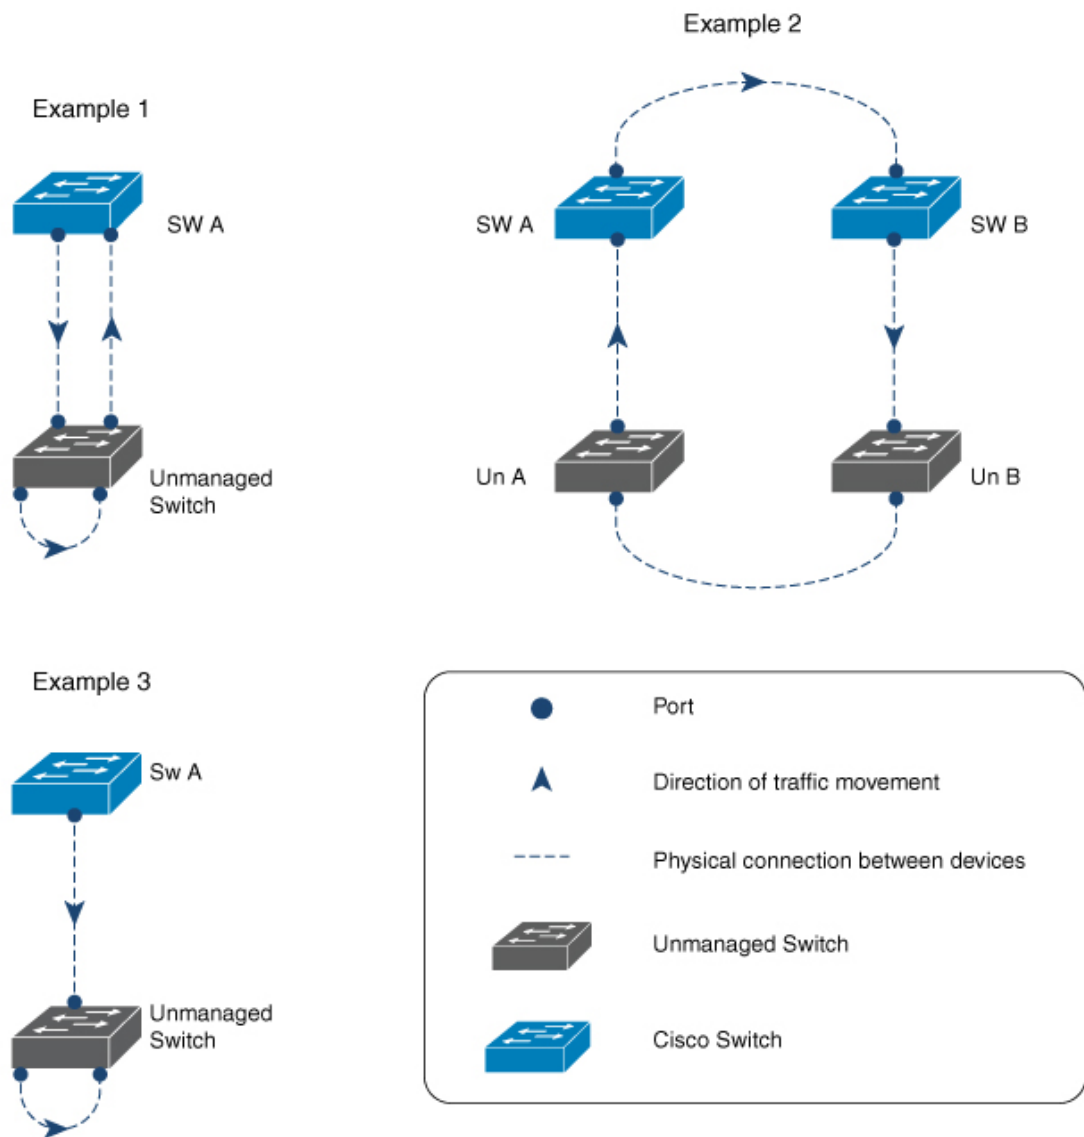 Example 2
Example 1
SW A
SW A
SW B
Unmanaged
Switch
Un A
Un B
Example 3
Sw A
Unmanaged
Switch
Port
Direction of traffic movement
Physical connection between devices
Unmanaged Switch
Cisco Switch